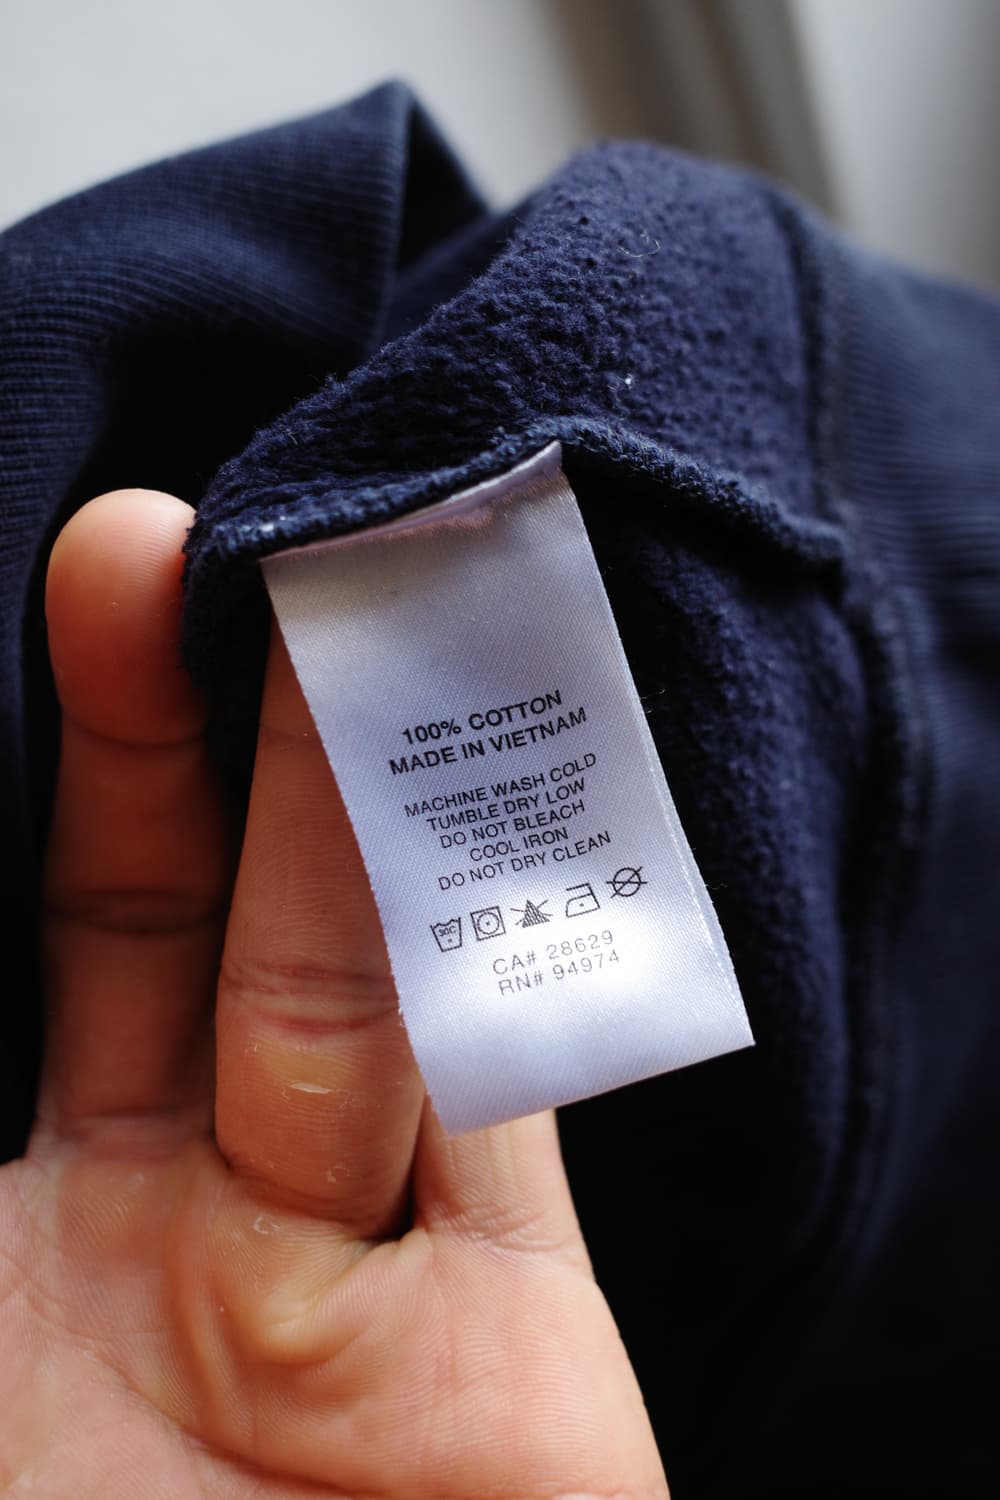 100% COTTON
MADE IN VIETNAM
MACHINE WASH COLD
TUMBLE DRY LOW
DO NOT BLEACH
COOL IRON
DO NOT DRY CLEAN
30C
CA# 28629
RN# 94974